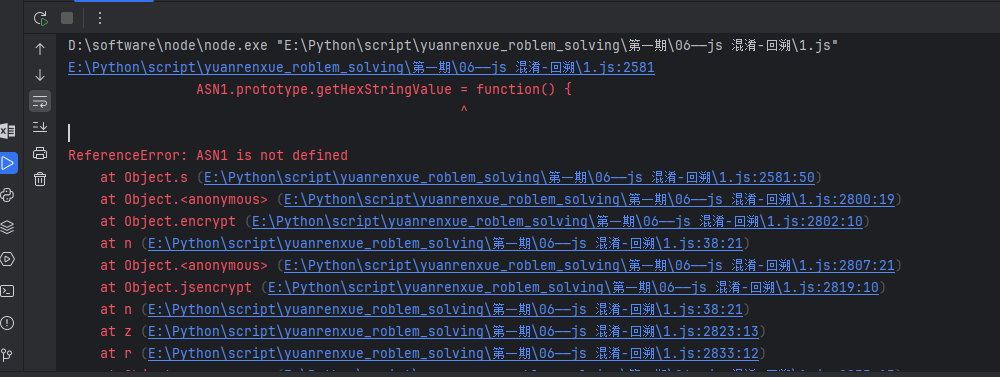 D:\software\node\node.exe "E:\Python\script\yuanrenxue_roblem_solving\第一期\06——js 混淆-回溯\1.js"
E:\Python\script\yuanrenxue_roblem_solving\第一期\06——js 混淆-回溯\1.js:2581
ASN1.prototype.getHexStringValue = function() {
^
ReferenceError: ASN1 is not defined
at Object.s (E:\Python\script\yuanrenxue_roblem_solving\第一期\06——js 混淆-回溯\1.js:2581:50)
at Object.<anonymous> (E:\Python\script\yuanrenxue_roblem_solving\第一期\06——js 混淆-回溯\1.js:2800:19)
at Object.encrypt (E:\Python\script\yuanrenxue_roblem_solving\第一期\06——js 混淆-回溯\1.js:2802:10)
at n (E:\Python\script\yuanrenxue_roblem_solving\第一期\06——js 混淆-回溯\1.js:38:21)
at Object.<anonymous> (E:\Python\script\yuanrenxue_roblem_solving\第一期\06——js 混淆-回溯\1.js:2807:21)
at Object.jsencrypt (E:\Python\script\yuanrenxue_roblem_solving\第一期\06——js 混淆-回溯\1.js:2819:10)
at n (E:\Python\script\yuanrenxue_roblem_solving\第一期\06——js 混淆-回溯\1.js:38:21)
at z (E:\Python\script\yuanrenxue_roblem_solving\第一期\06——js 混淆-回溯\1.js:2823:13)
at r (E:\Python\script\yuanrenxue_roblem_solving\第一期\06——js 混淆-回溯\1.js:2833:12)